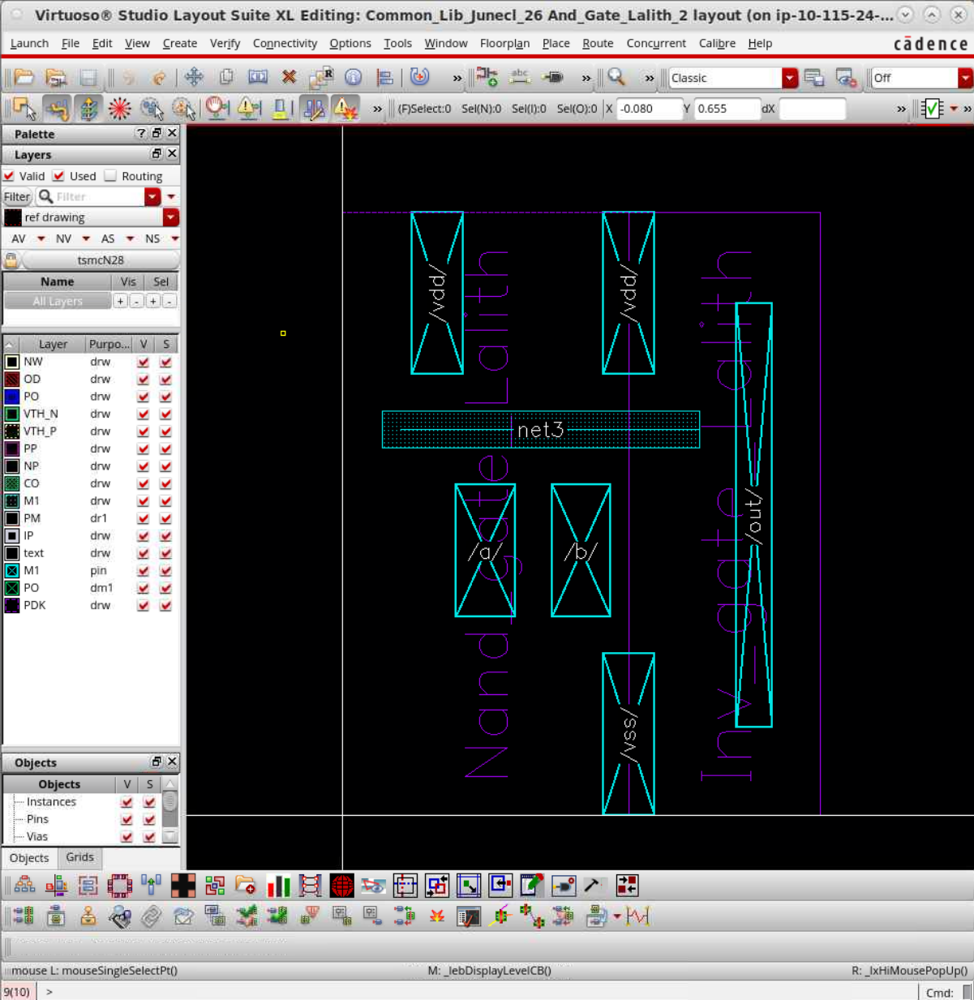 Virtuoso® Studio Layout Suite XL Editing: Common_Lib_Junecl_26 And_Gate_Lalith_2 layout (on ip-10-115-24-...
Launch File Edit View Create Verify Connectivity Options Tools Window Floorplan Place Route Concurrent Calibre Help
cādence
R abc » Classic Off
» (F)Select:0 Sel(N):0 Sel(I):0 Sel(O):0 X -0.080 Y 0.655 dX » »
Palette ?
Layers
Valid Used Routing
Filter Filter
ref drawing
AV NV AS NS
tsmcN28
Name Vis Sel
All Layers + - + -
Layer Purpo... V S
NW drw
OD drw
PO drw
VTH_N drw
VTH_P drw
PP drw
NP drw
CO drw
M1 drw
PM dr1
IP drw
text drw
M1 pin
PO dm1
PDK drw
Objects
Objects V S
Instances
Pins
Vias
Objects Grids
/vdd/
/vdd/
net3
/a/
/b/
/out/
/vss/
Nand_gate_Lalith
Inv_gate_Lalith
mouse L: mouseSingleSelectPt() M: _lebDisplayLevelCB() R: _lxHiMousePopUp()
9(10) > Cmd: